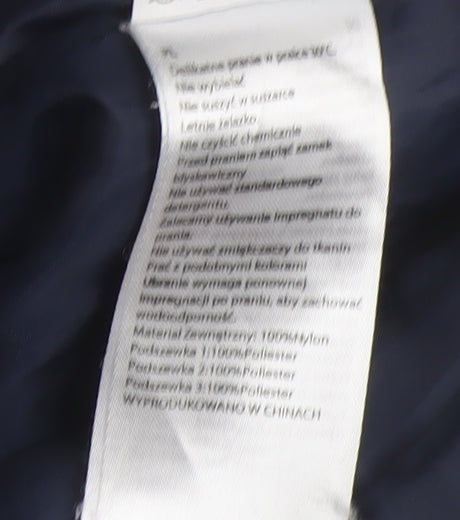 PL
Delikatne pranie w pralce W C
Nie wybielać
Nie suszyć w suszarce
Letnie żelazko
Nie czyścić chemicznie
Przed praniem zapiąć zamek
błyskawiczny
Nie używać standardowego
detergentu.
Zalecamy używanie impregnatu do
prania.
Nie używać zmiękczaczy do tkanin
Prać z podobnymi kolorami
Ubranie wymaga ponownej
impregnacji po praniu, aby zachować
wodoodporność.
Materiał Zewnętrzny: 100%Nylon
Podszewka 1:100%Poliester
Podszewka 2:100%Poliester
Podszewka 3:100%Poliester
WYPRODUKOWANO W CHINACH